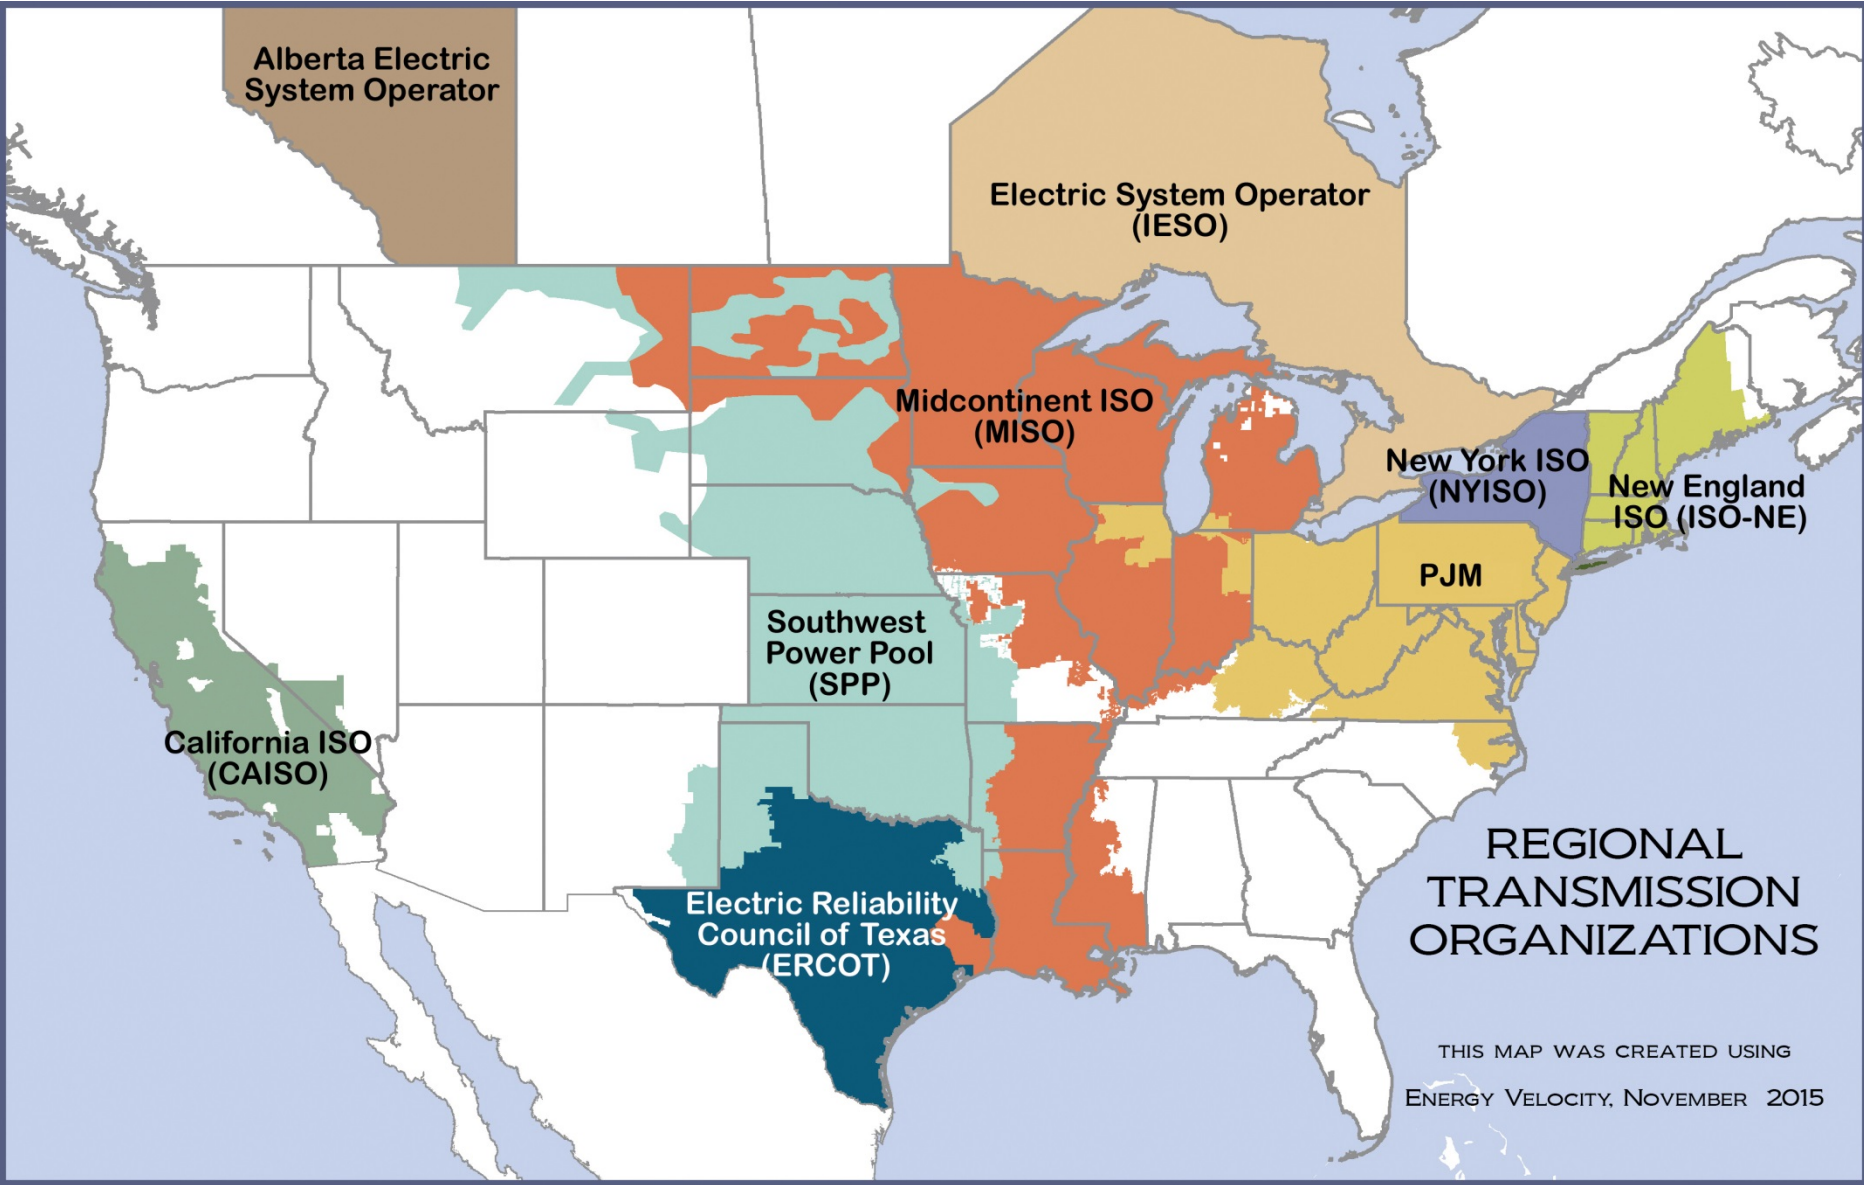 Alberta Electric
System Operator
Electric System Operator
(IESO)
Midcontinent ISO
(MISO)
New York ISO
(NYISO)
New England
ISO (ISO-NE)
PJM
Southwest
Power Pool
(SPP)
California ISO
(CAISO)
Electric Reliability
Council of Texas
(ERCOT)
REGIONAL
TRANSMISSION
ORGANIZATIONS
THIS MAP WAS CREATED USING
ENERGY VELOCITY, NOVEMBER 2015